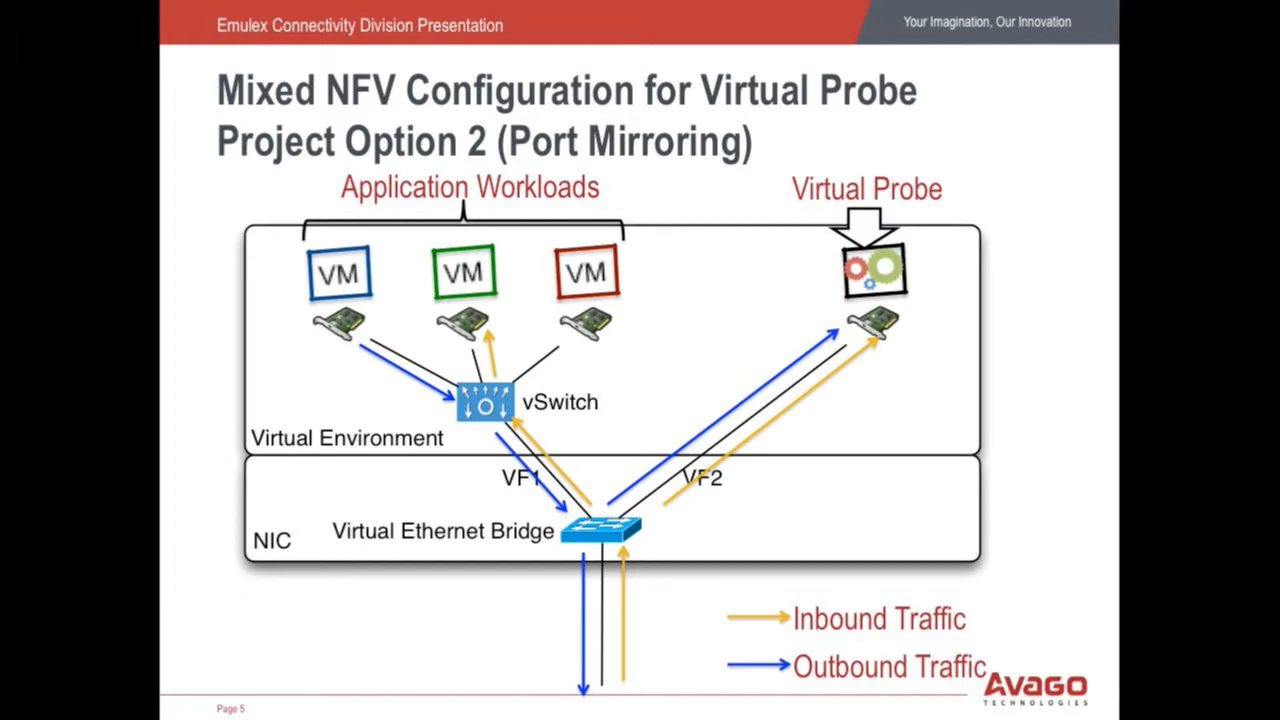 Emulex Connectivity Division Presentation
Your Imagination, Our Innovation
Mixed NFV Configuration for Virtual Probe
Project Option 2 (Port Mirroring)
Application Workloads
Virtual Probe
VM
VM
VM
vSwitch
Virtual Environment
VF1
VF2
Virtual Ethernet Bridge
NIC
Inbound Traffic
Outbound Traffic
AVAGO
TECHNOLOGIES
Page 5